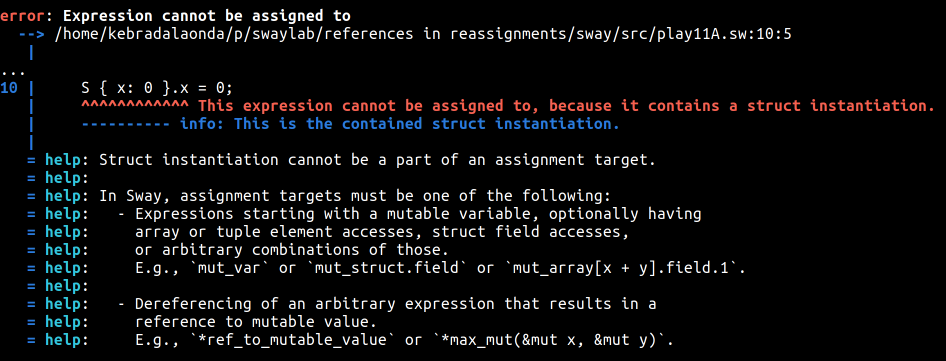 error: Expression cannot be assigned to
--> /home/kebradalaonda/p/swaylab/references in reassignments/sway/src/play11A.sw:10:5
|
...
10 | S { x: 0 }.x = 0;
| ^^^^^^^^^^^^ This expression cannot be assigned to, because it contains a struct instantiation.
| ---------- info: This is the contained struct instantiation.
|
= help: Struct instantiation cannot be a part of an assignment target.
= help:
= help: In Sway, assignment targets must be one of the following:
= help:   - Expressions starting with a mutable variable, optionally having
= help:     array or tuple element accesses, struct field accesses,
= help:     or arbitrary combinations of those.
= help:     E.g., `mut_var` or `mut_struct.field` or `mut_array[x + y].field.1`.
= help:
= help:   - Dereferencing of an arbitrary expression that results in a
= help:     reference to mutable value.
= help:     E.g., `*ref_to_mutable_value` or `*max_mut(&mut x, &mut y)`.